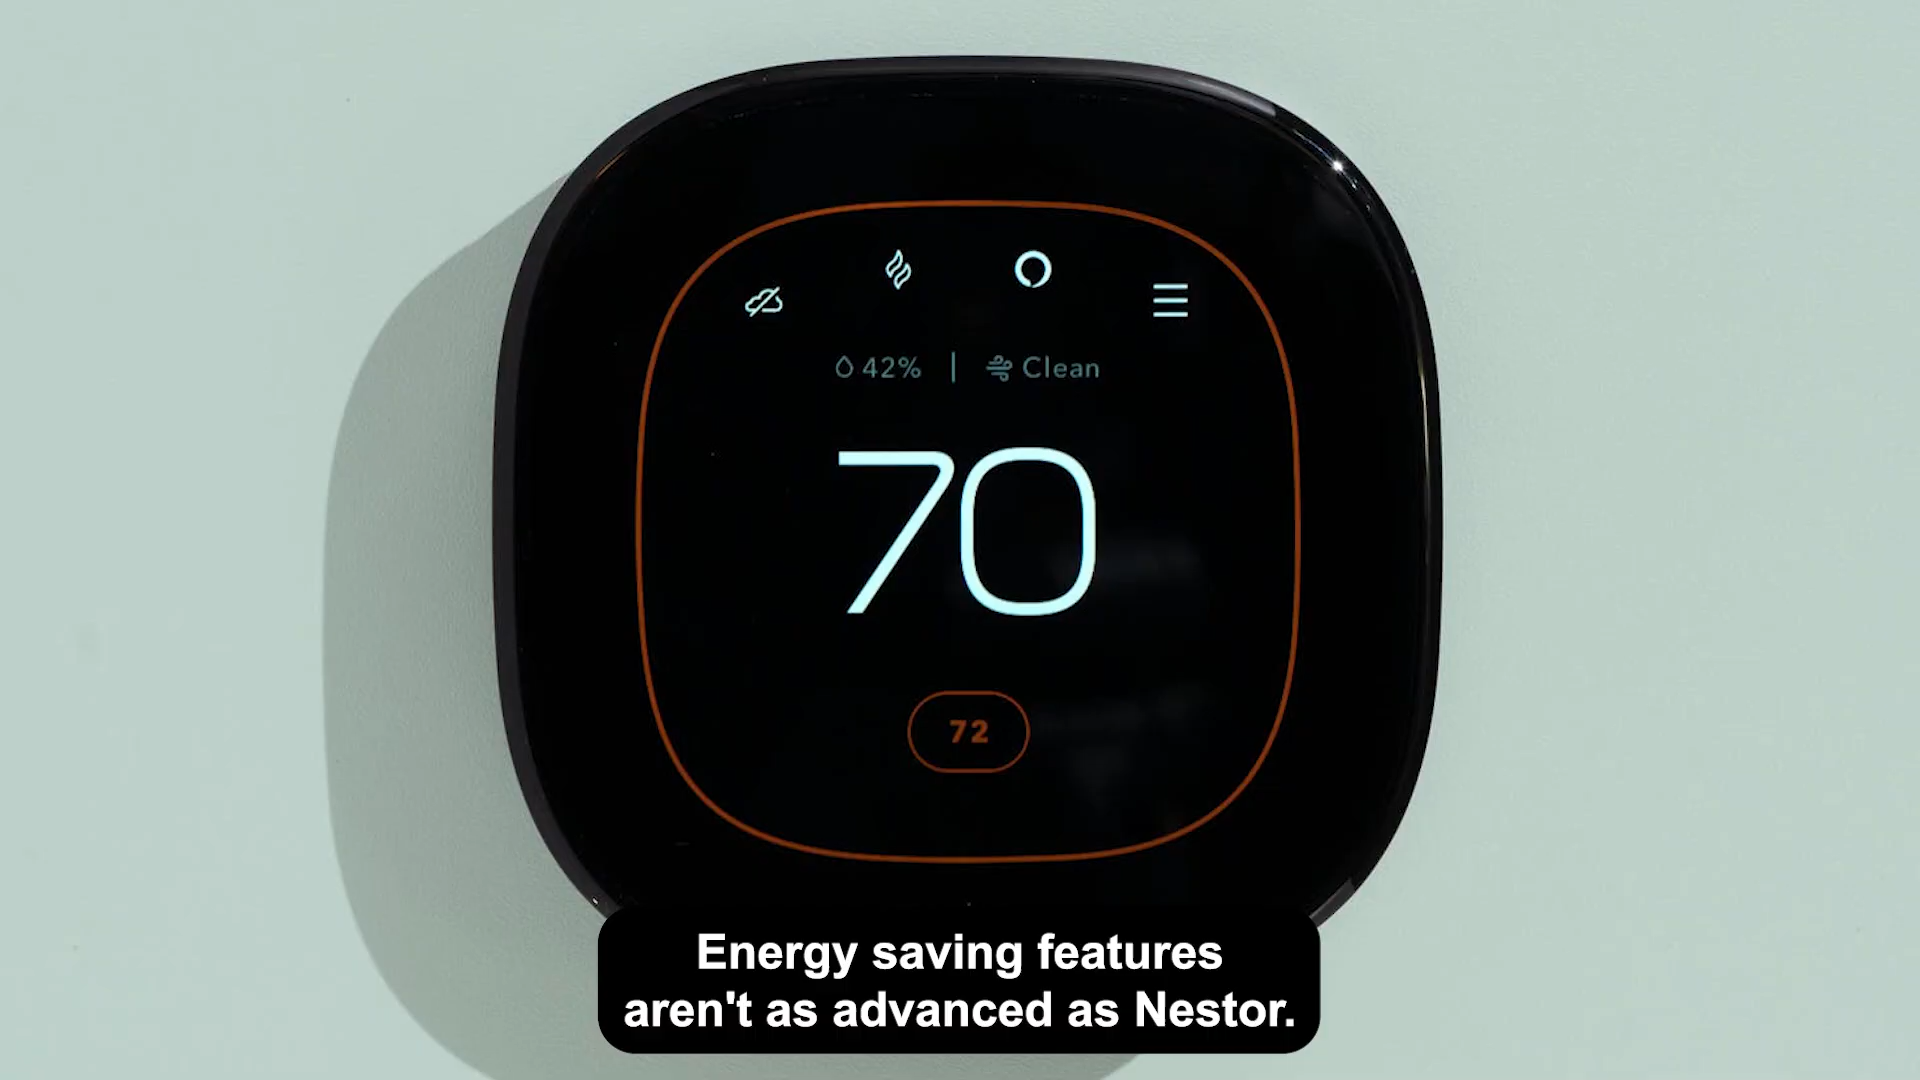 42% | Clean
70
72
Energy saving features
aren't as advanced as Nestor.